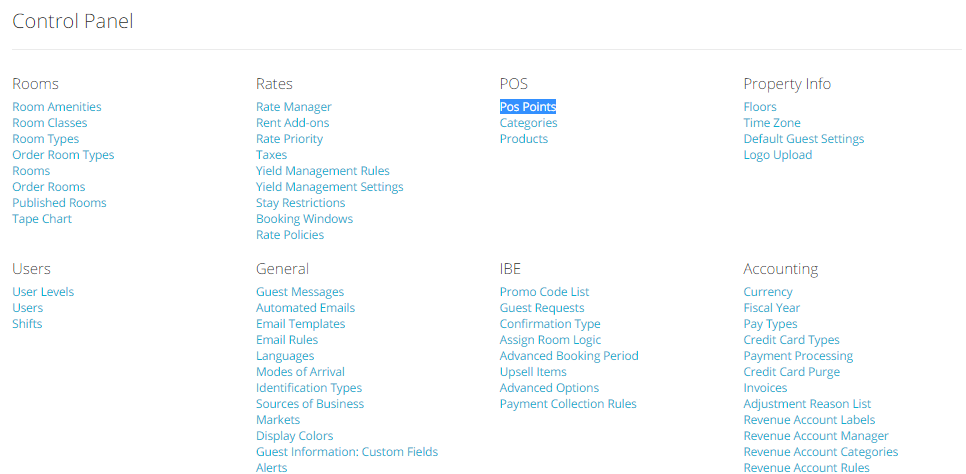 Control Panel
Rooms
Room Amenities
Room Classes
Room Types
Order Room Types
Rooms
Order Rooms
Published Rooms
Tape Chart
Rates
Rate Manager
Rent Add-ons
Rate Priority
Taxes
Yield Management Rules
Yield Management Settings
Stay Restrictions
Booking Windows
Rate Policies
POS
Pos Points
Categories
Products
Property Info
Floors
Time Zone
Default Guest Settings
Logo Upload
Users
User Levels
Users
Shifts
General
Guest Messages
Automated Emails
Email Templates
Email Rules
Languages
Modes of Arrival
Identification Types
Sources of Business
Markets
Display Colors
Guest Information: Custom Fields
Alerts
IBE
Promo Code List
Guest Requests
Confirmation Type
Assign Room Logic
Advanced Booking Period
Upsell Items
Advanced Options
Payment Collection Rules
Accounting
Currency
Fiscal Year
Pay Types
Credit Card Types
Payment Processing
Credit Card Purge
Invoices
Adjustment Reason List
Revenue Account Labels
Revenue Account Manager
Revenue Account Categories
Revenue Account Rules